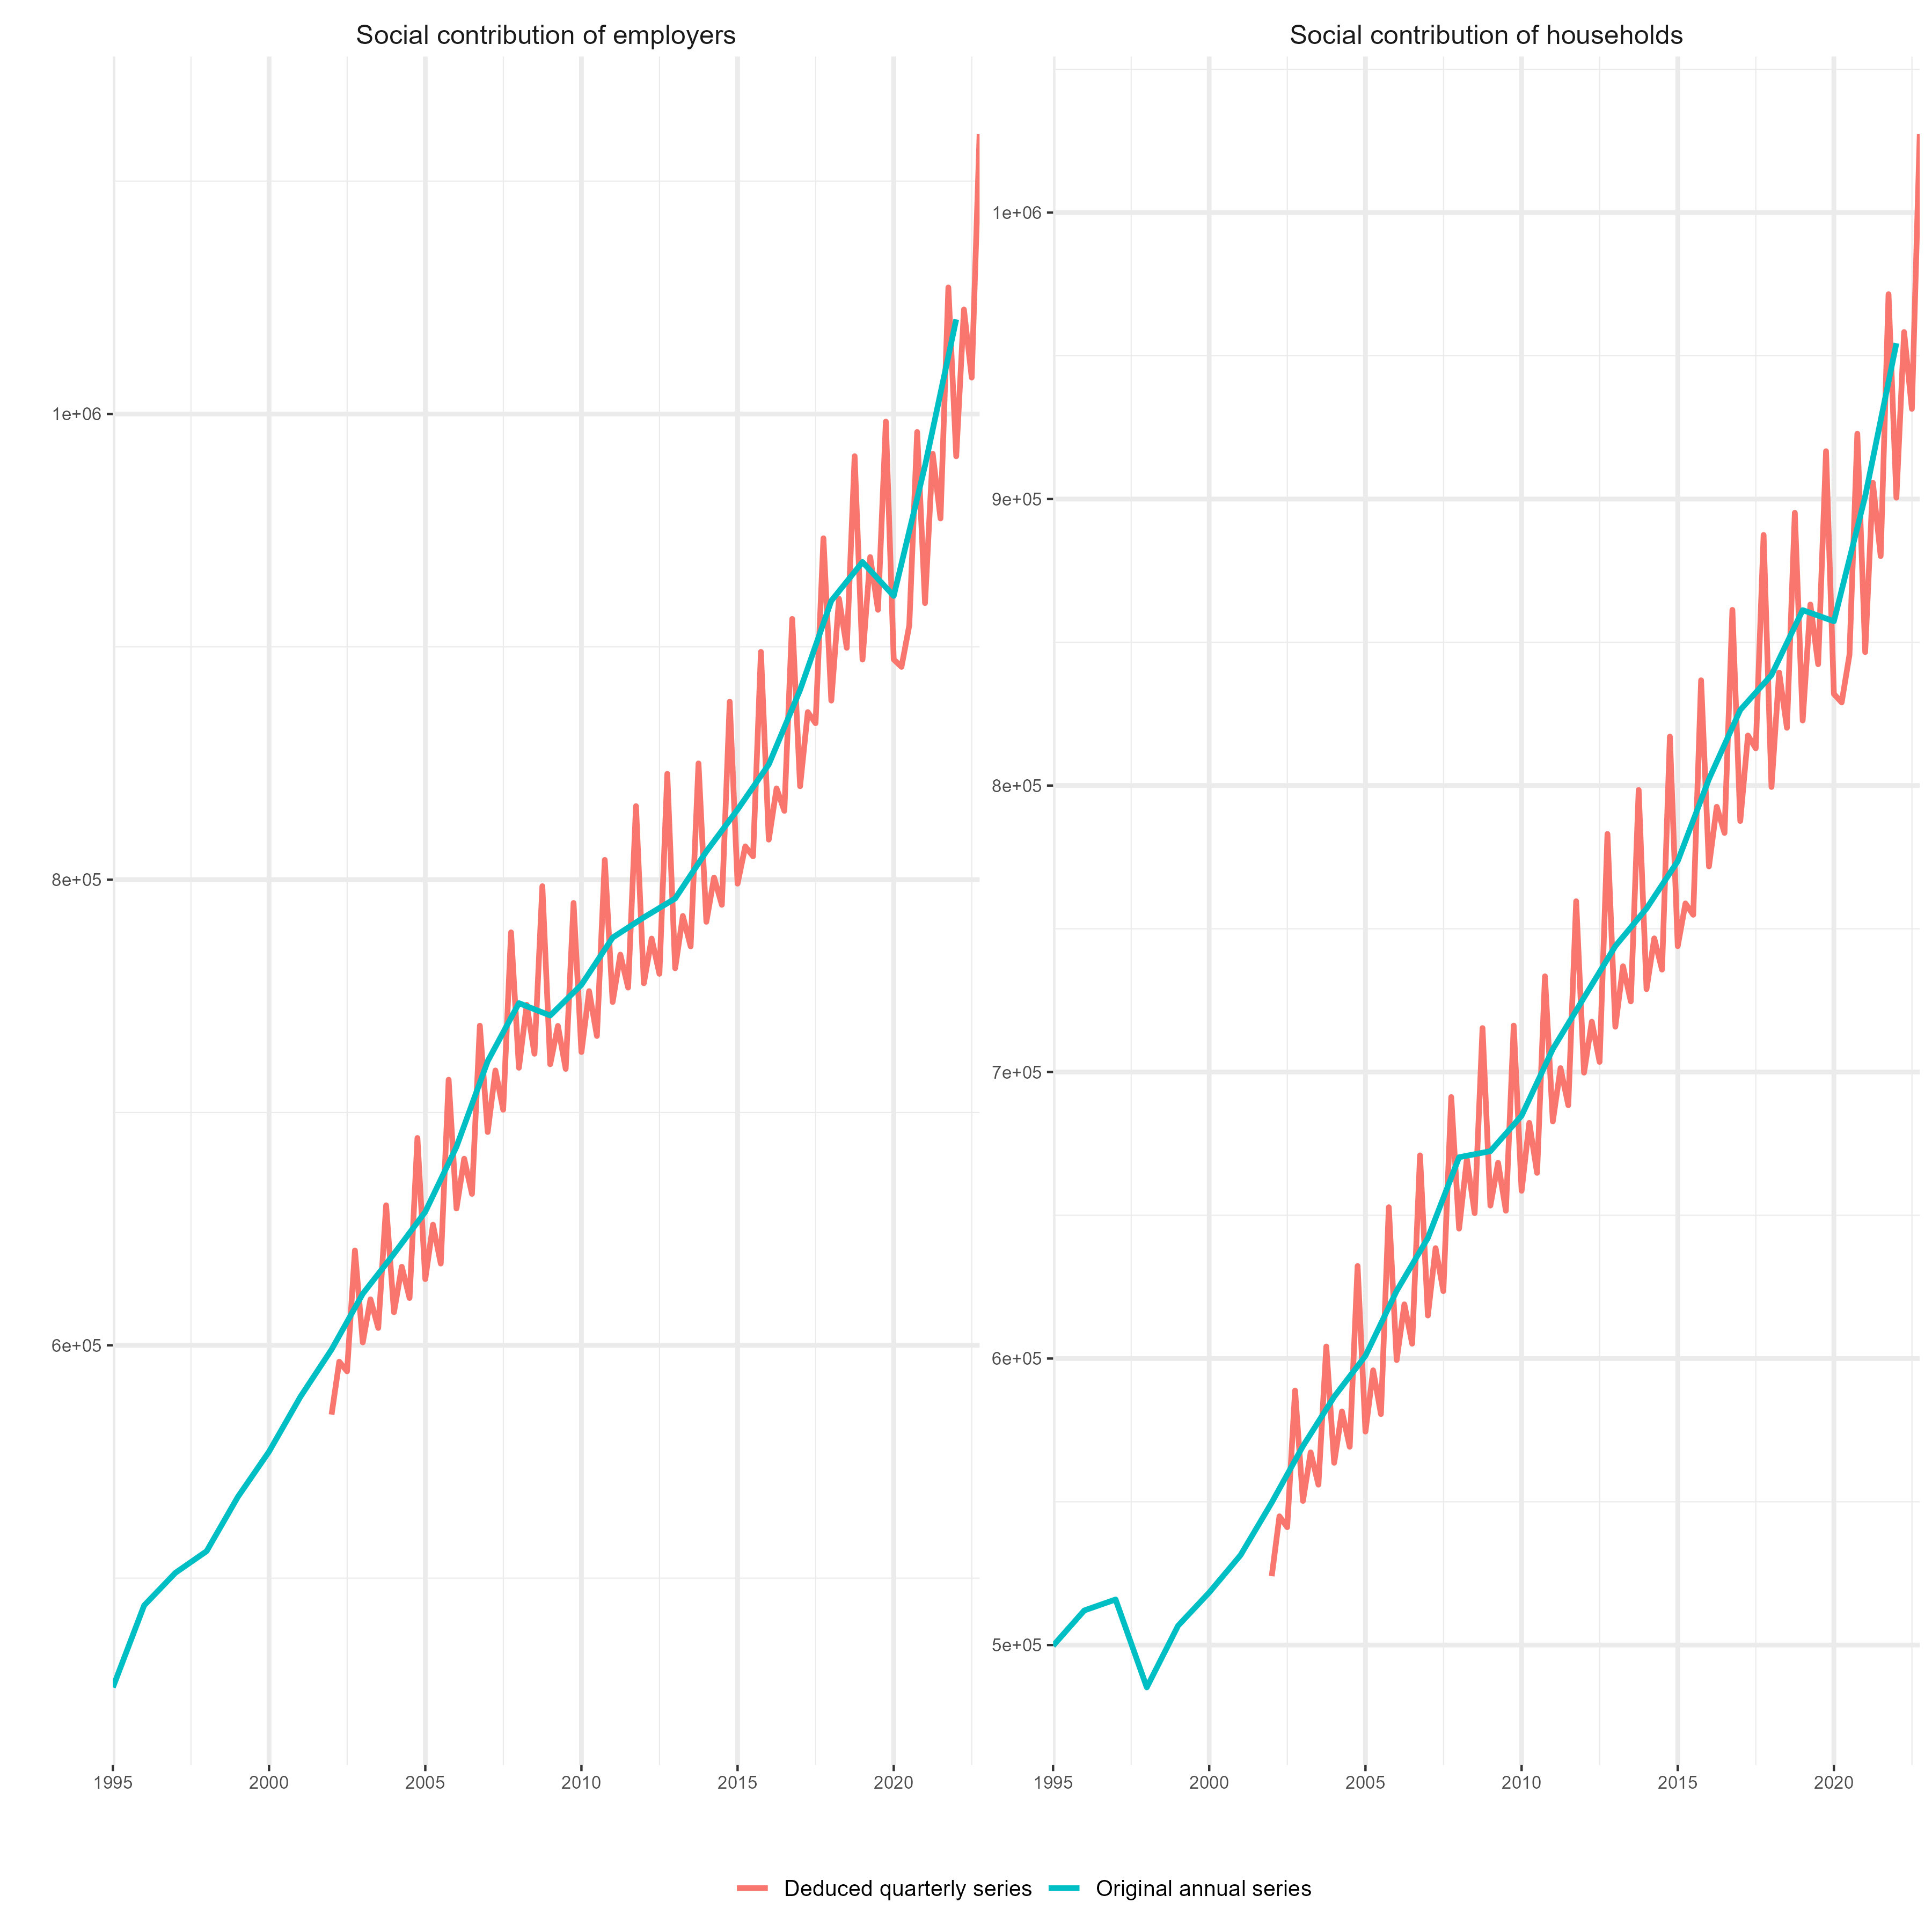 Social contribution of employers
1e+06
8e+05
6e+05
1995 2000 2005 2010 2015 2020
Social contribution of households
1e+06
9e+05
8e+05
7e+05
6e+05
5e+05
1995 2000 2005 2010 2015 2020
Deduced quarterly series Original annual series